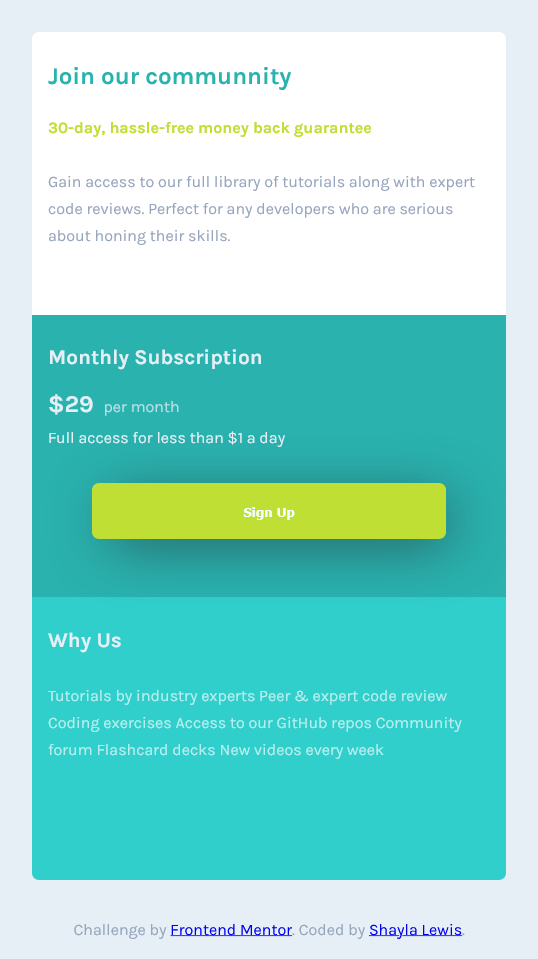 Join our communnity
30-day, hassle-free money back guarantee
Gain access to our full library of tutorials along with expert
code reviews. Perfect for any developers who are serious
about honing their skills.
Monthly Subscription
$29 per month
Full access for less than $1 a day
Sign Up
Why Us
Tutorials by industry experts Peer & expert code review
Coding exercises Access to our GitHub repos Community
forum Flashcard decks New videos every week
Challenge by Frontend Mentor. Coded by Shayla Lewis.